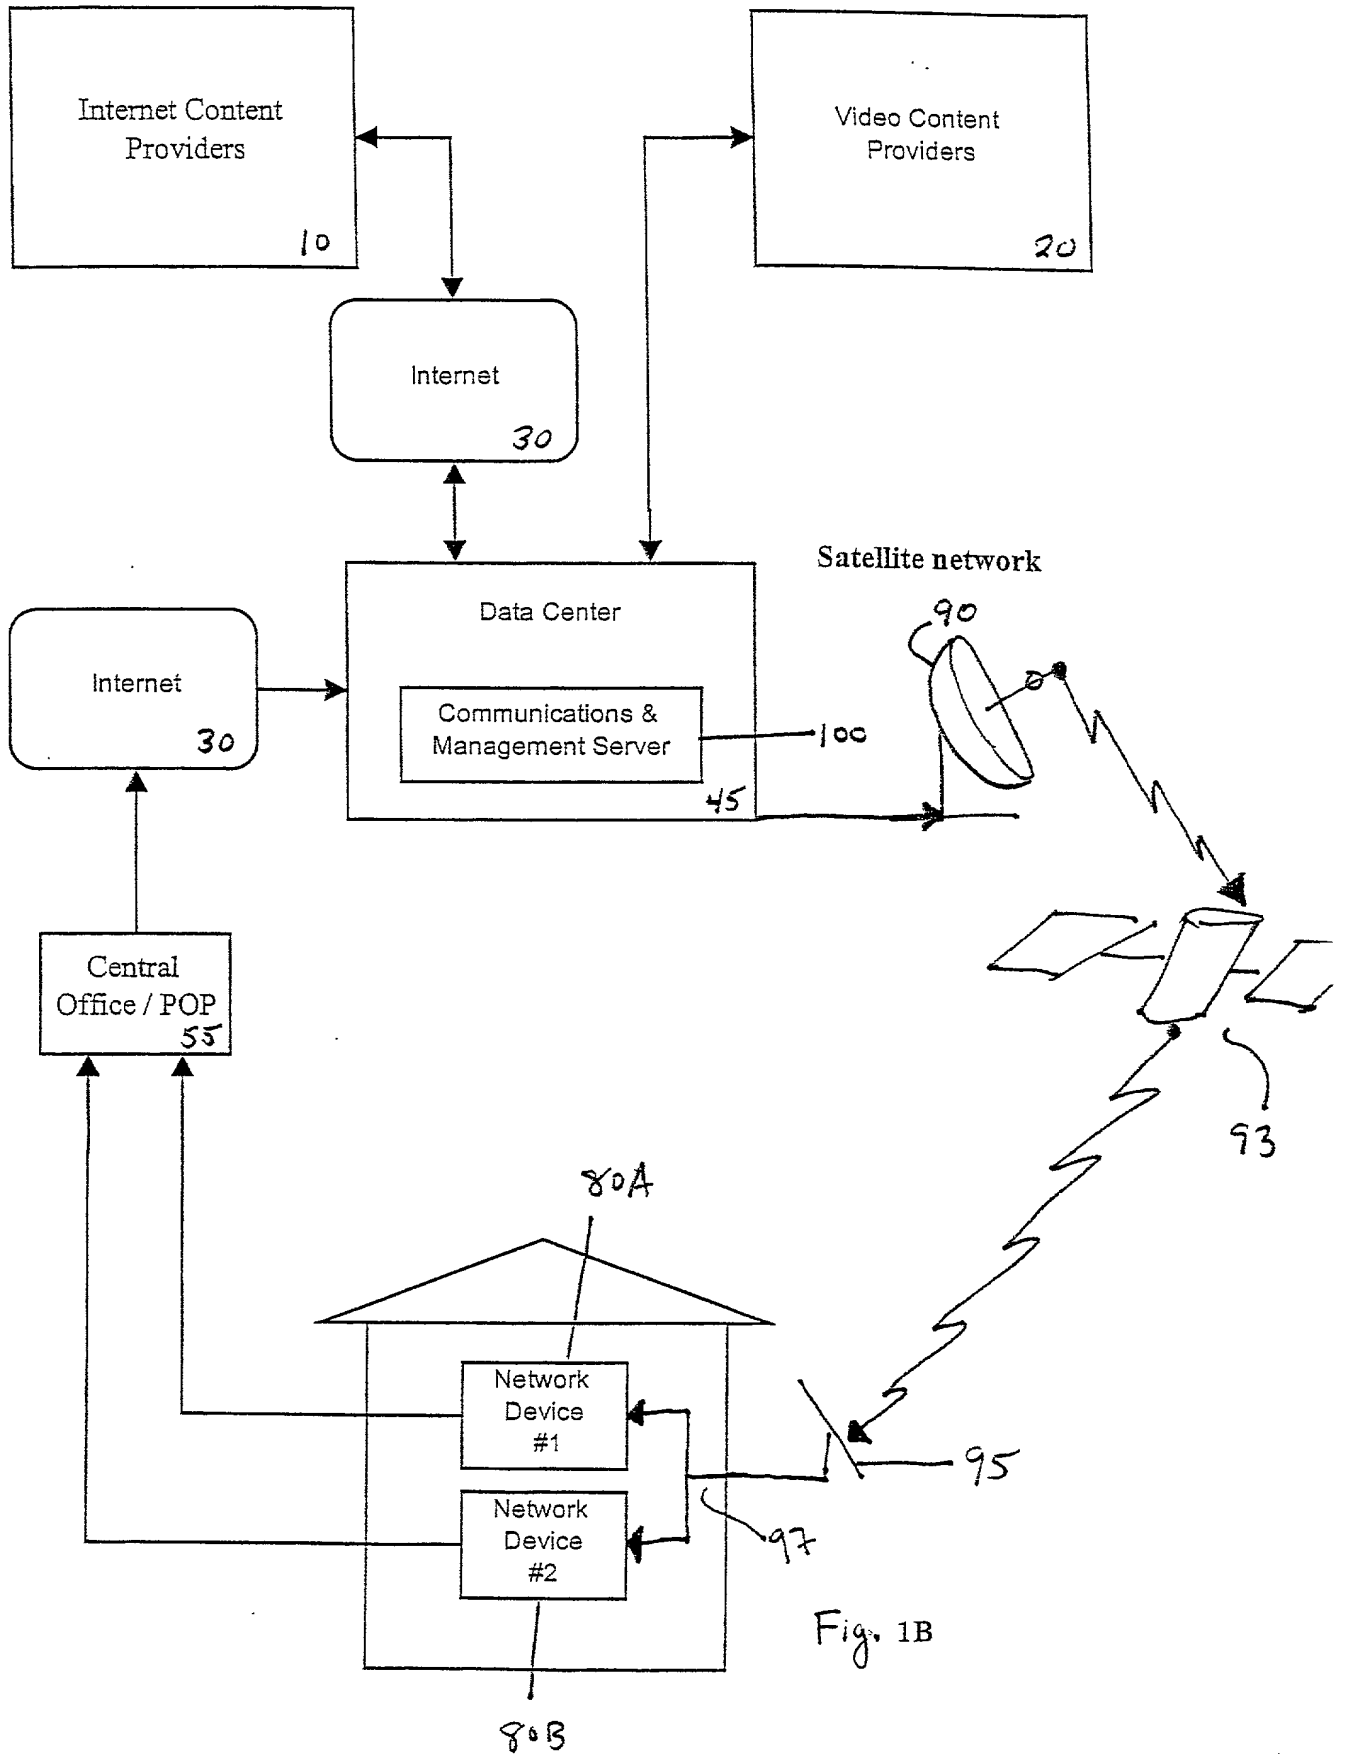 Internet Content
Providers
10
Video Content
Providers
20
Internet
30
Satellite network
90
Data Center
Communications &
Management Server
100
45
Internet
30
Central
Office / POP
55
93
80A
Network
Device
#1
95
Network
Device
#2
97
Fig. 1B
80B